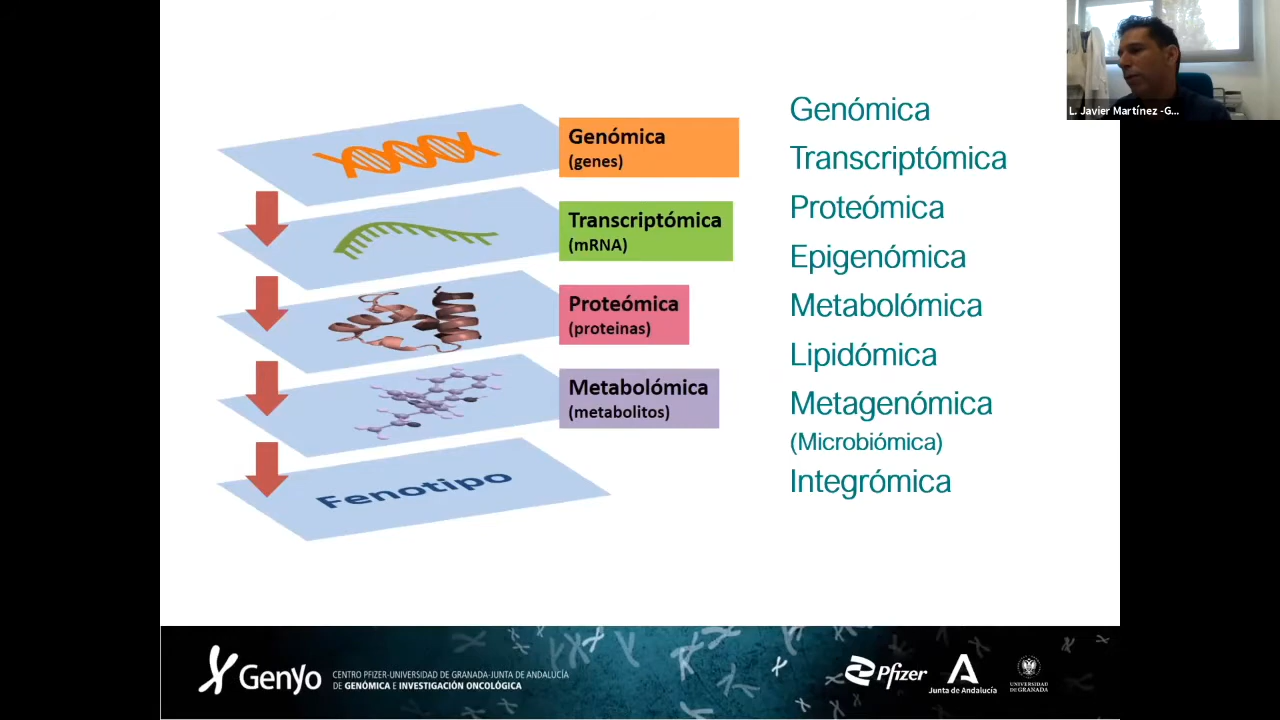 Genómica
(genes)
Transcriptómica
(mRNA)
Proteómica
(proteinas)
Metabolómica
(metabolitos)
Fenotipo
Genómica
Transcriptómica
Proteómica
Epigenómica
Metabolómica
Lipidómica
Metagenómica
(Microbiómica)
Integrómica
L. Javier Martínez -G...
Genyo
CENTRO PFIZER-UNIVERSIDAD DE GRANADA-JUNTA DE ANDALUCÍA
DE GENÓMICA E INVESTIGACIÓN ONCOLÓGICA
Pfizer
Junta de Andalucía
UNIVERSIDAD
DE GRANADA